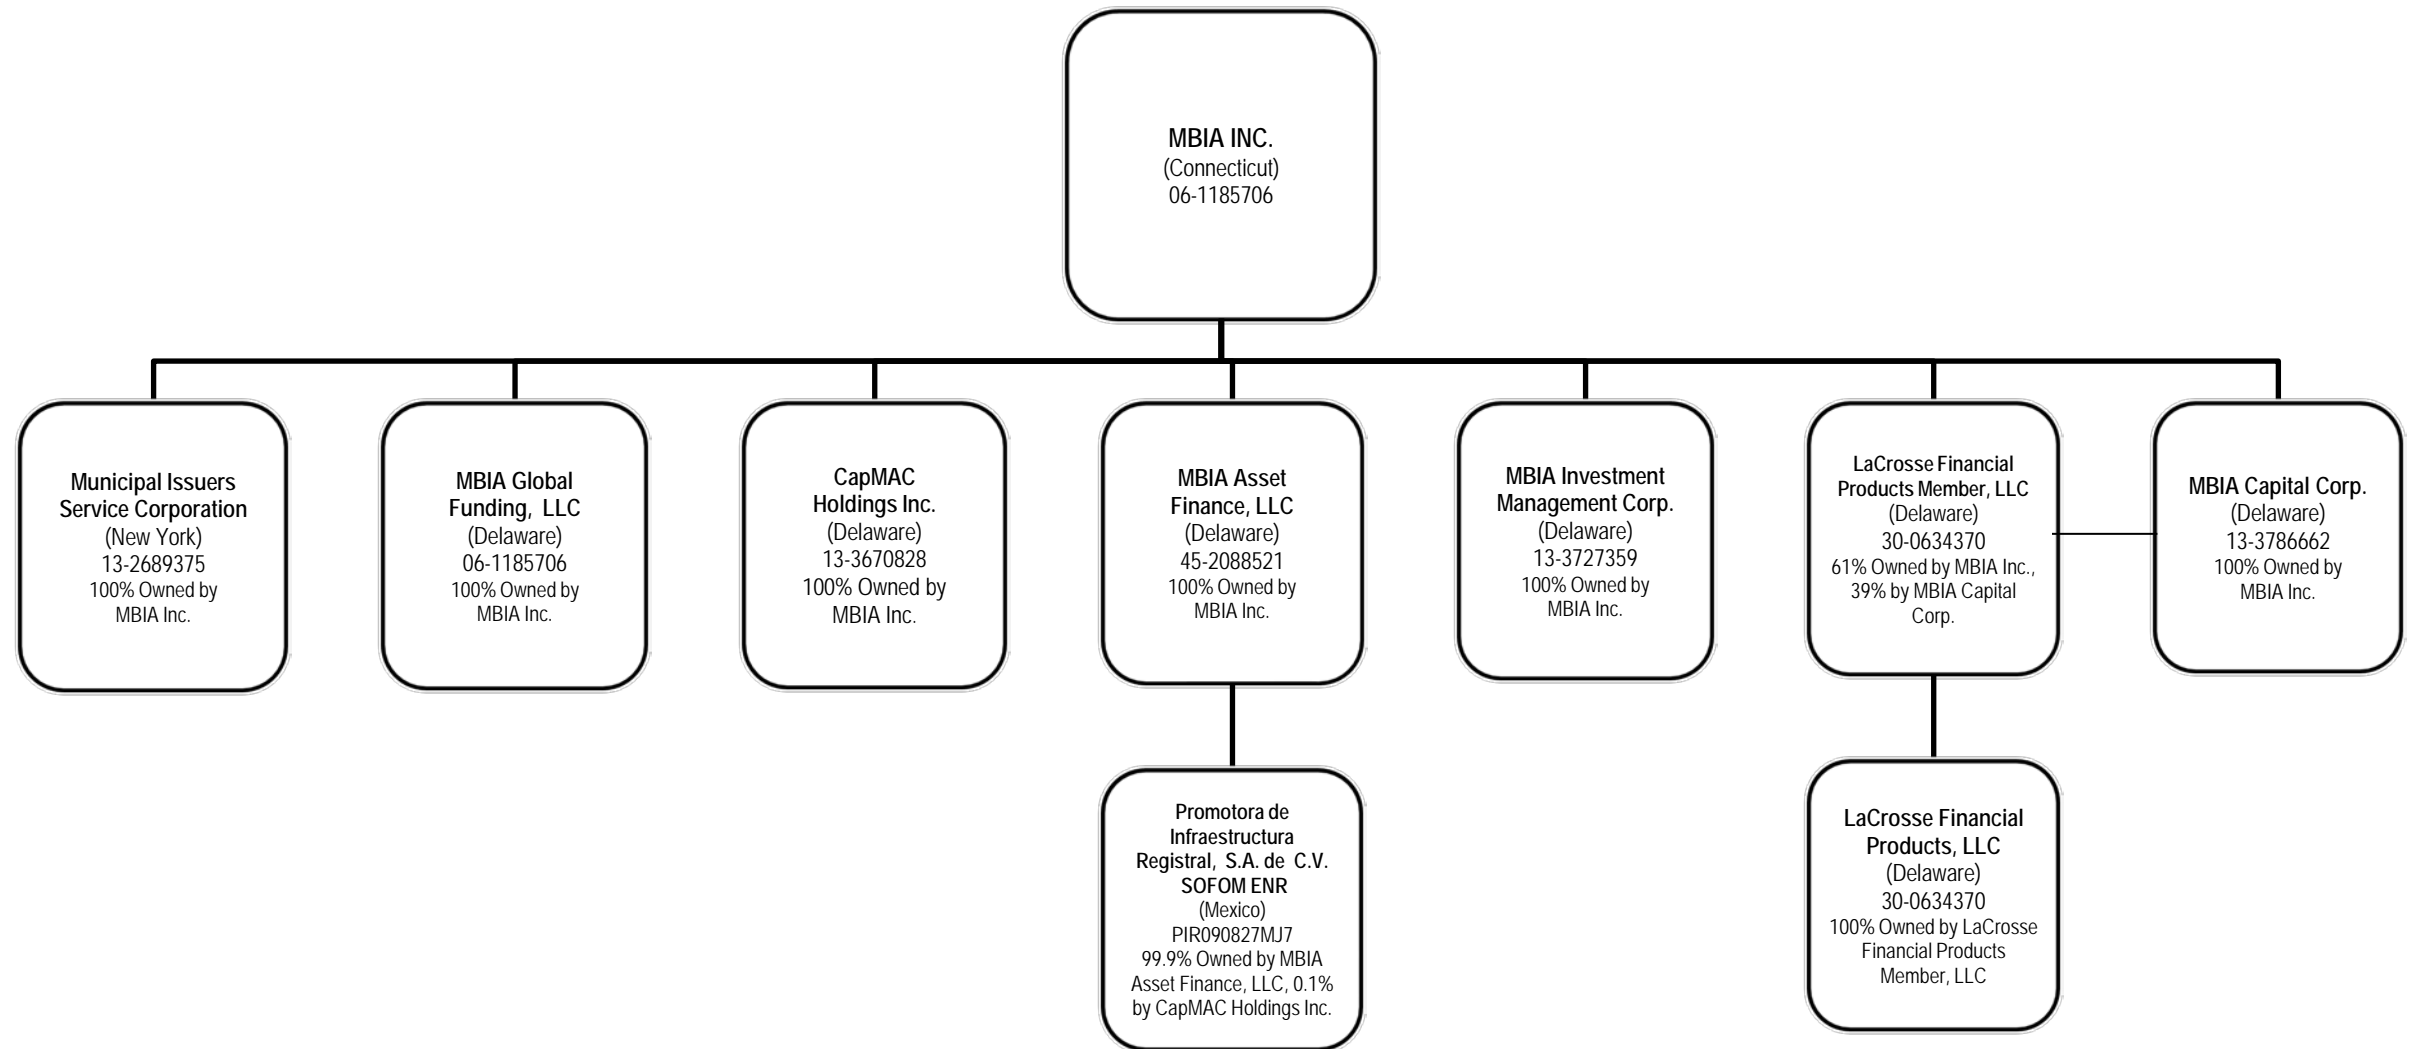 MBIA INC.
(Connecticut)
06-1185706
Municipal Issuers
Service Corporation
(New York)
13-2689375
100% Owned by
MBIA Inc.
MBIA Global
Funding, LLC
(Delaware)
06-1185706
100% Owned by
MBIA Inc.
CapMAC
Holdings Inc.
(Delaware)
13-3670828
100% Owned by
MBIA Inc.
MBIA Asset
Finance, LLC
(Delaware)
45-2088521
100% Owned by
MBIA Inc.
MBIA Investment
Management Corp.
(Delaware)
13-3727359
100% Owned by
MBIA Inc.
LaCrosse Financial
Products Member, LLC
(Delaware)
30-0634370
61% Owned by MBIA Inc.,
39% by MBIA Capital
Corp.
MBIA Capital Corp.
(Delaware)
13-3786662
100% Owned by
MBIA Inc.
Promotora de
Infraestructura
Registral, S.A. de C.V.
SOFOM ENR
(Mexico)
PIR090827MJ7
99.9% Owned by MBIA
Asset Finance, LLC, 0.1%
by CapMAC Holdings Inc.
LaCrosse Financial
Products, LLC
(Delaware)
30-0634370
100% Owned by LaCrosse
Financial Products
Member, LLC